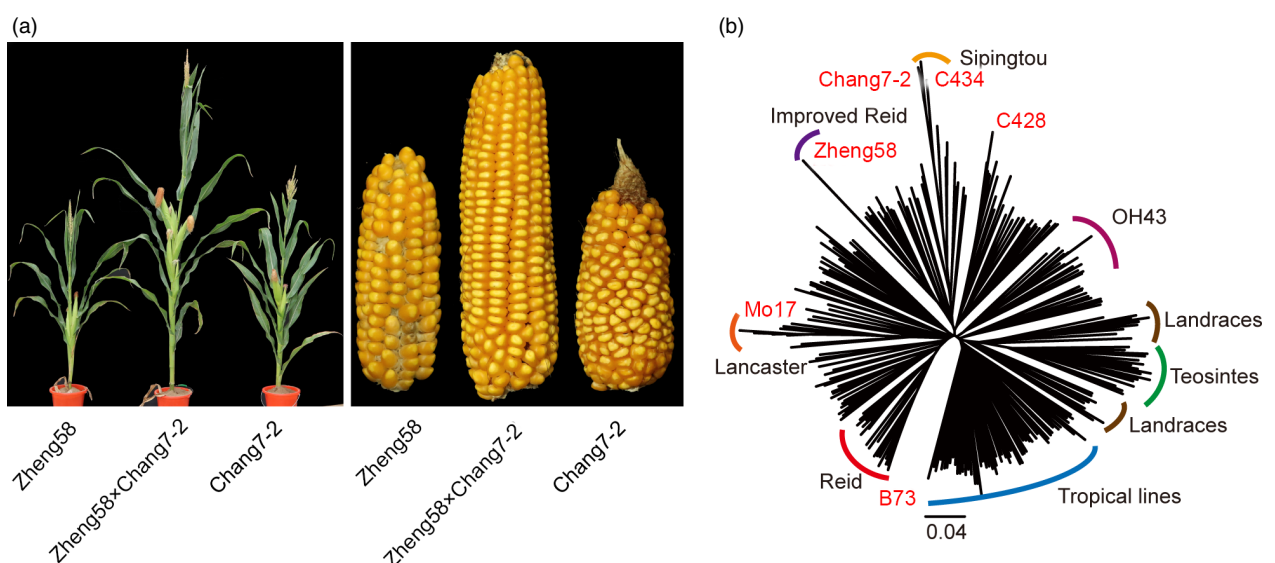 (a)
Zheng58
Zheng58×Chang7-2
Chang7-2
Zheng58
Zheng58×Chang7-2
Chang7-2
(b)
Sipingtou
Chang7-2
C434
C428
Improved Reid
Zheng58
OH43
Mo17
Lancaster
Landraces
Teosintes
Landraces
Reid
B73
Tropical lines
0.04